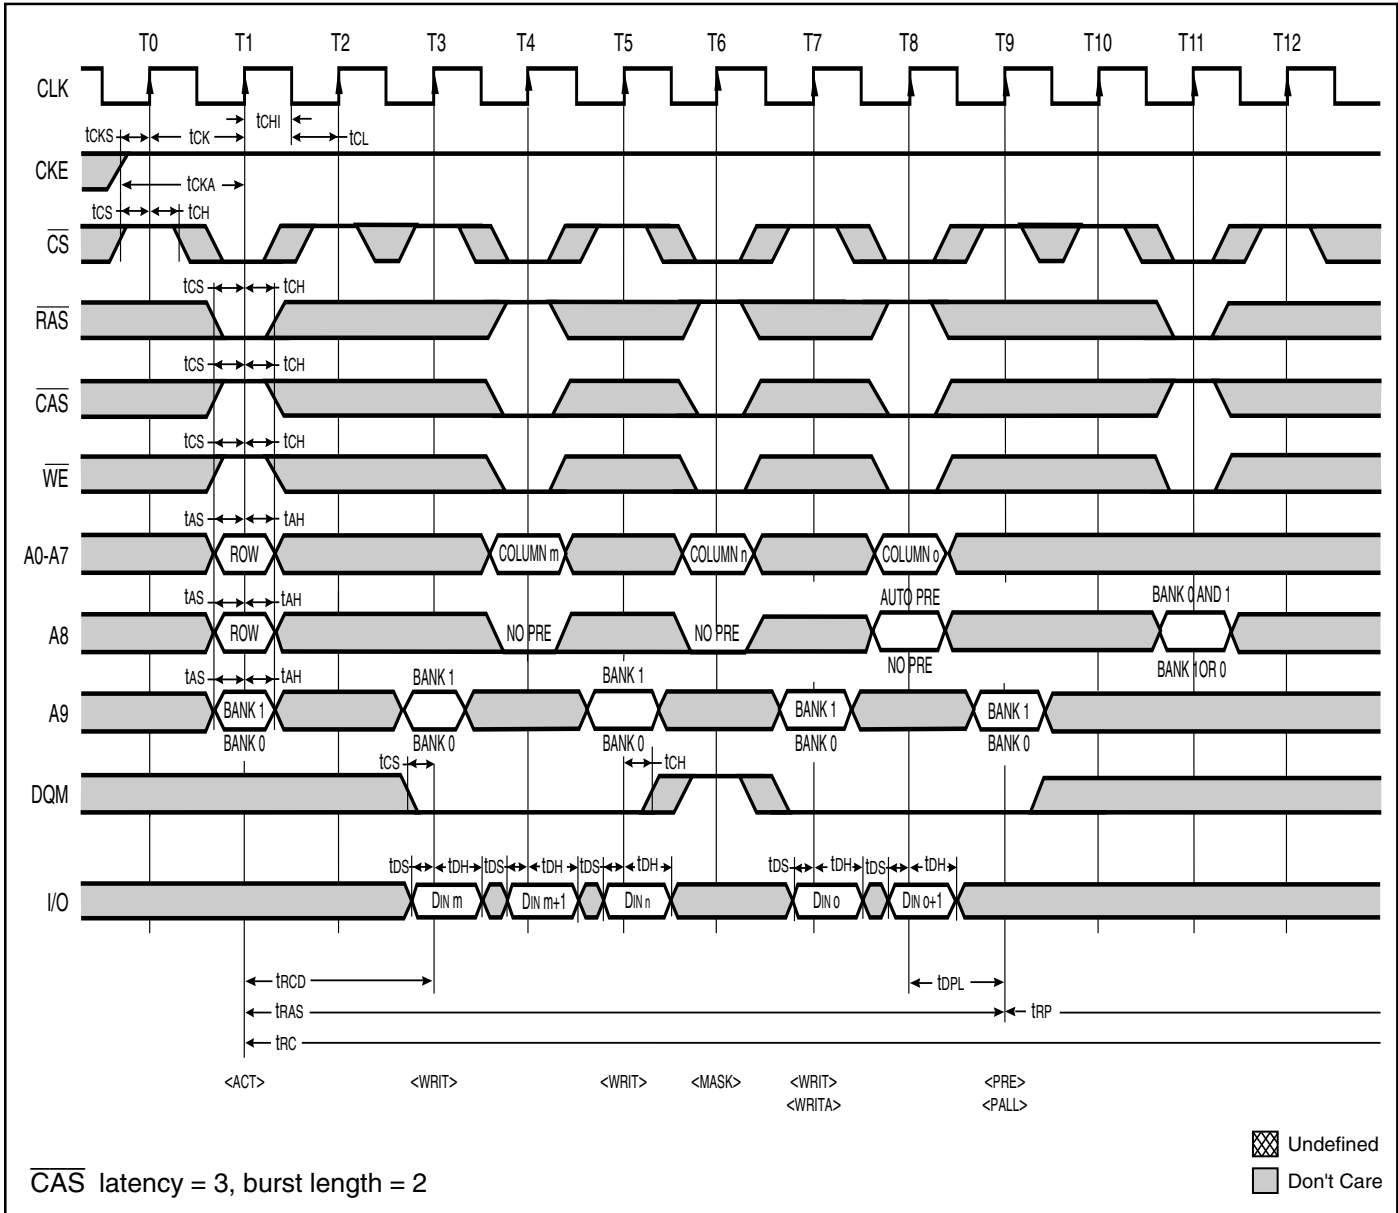 T0 T1 T2 T3 T4 T5 T6 T7 T8 T9 T10 T11 T12
CLK
tCHI
tCKS tCK tCL
CKE
tCKA
tCS tCH
CS
tCS tCH
RAS
tCS tCH
CAS
tCS tCH
WE
tAS tAH
A0-A7 ROW COLUMN m COLUMN n COLUMN o
tAS tAH AUTO PRE BANK 0 AND 1
A8 ROW NO PRE NO PRE
NO PRE BANK 1 OR 0
tAS tAH BANK 1 BANK 1
A9 BANK 1 BANK 1 BANK 1
BANK 0 BANK 0 BANK 0 BANK 0 BANK 0
tCS tCH
DQM
tDS tDH tDS tDH tDS tDH tDS tDH tDS tDH
I/O DIN m DIN m+1 DIN n DIN o DIN o+1
tRCD tDPL
tRAS tRP
tRC
<ACT> <WRIT> <WRIT> <MASK> <WRIT> <PRE>
<WRITA> <PALL>
Undefined
Don't Care
CAS latency = 3, burst length = 2